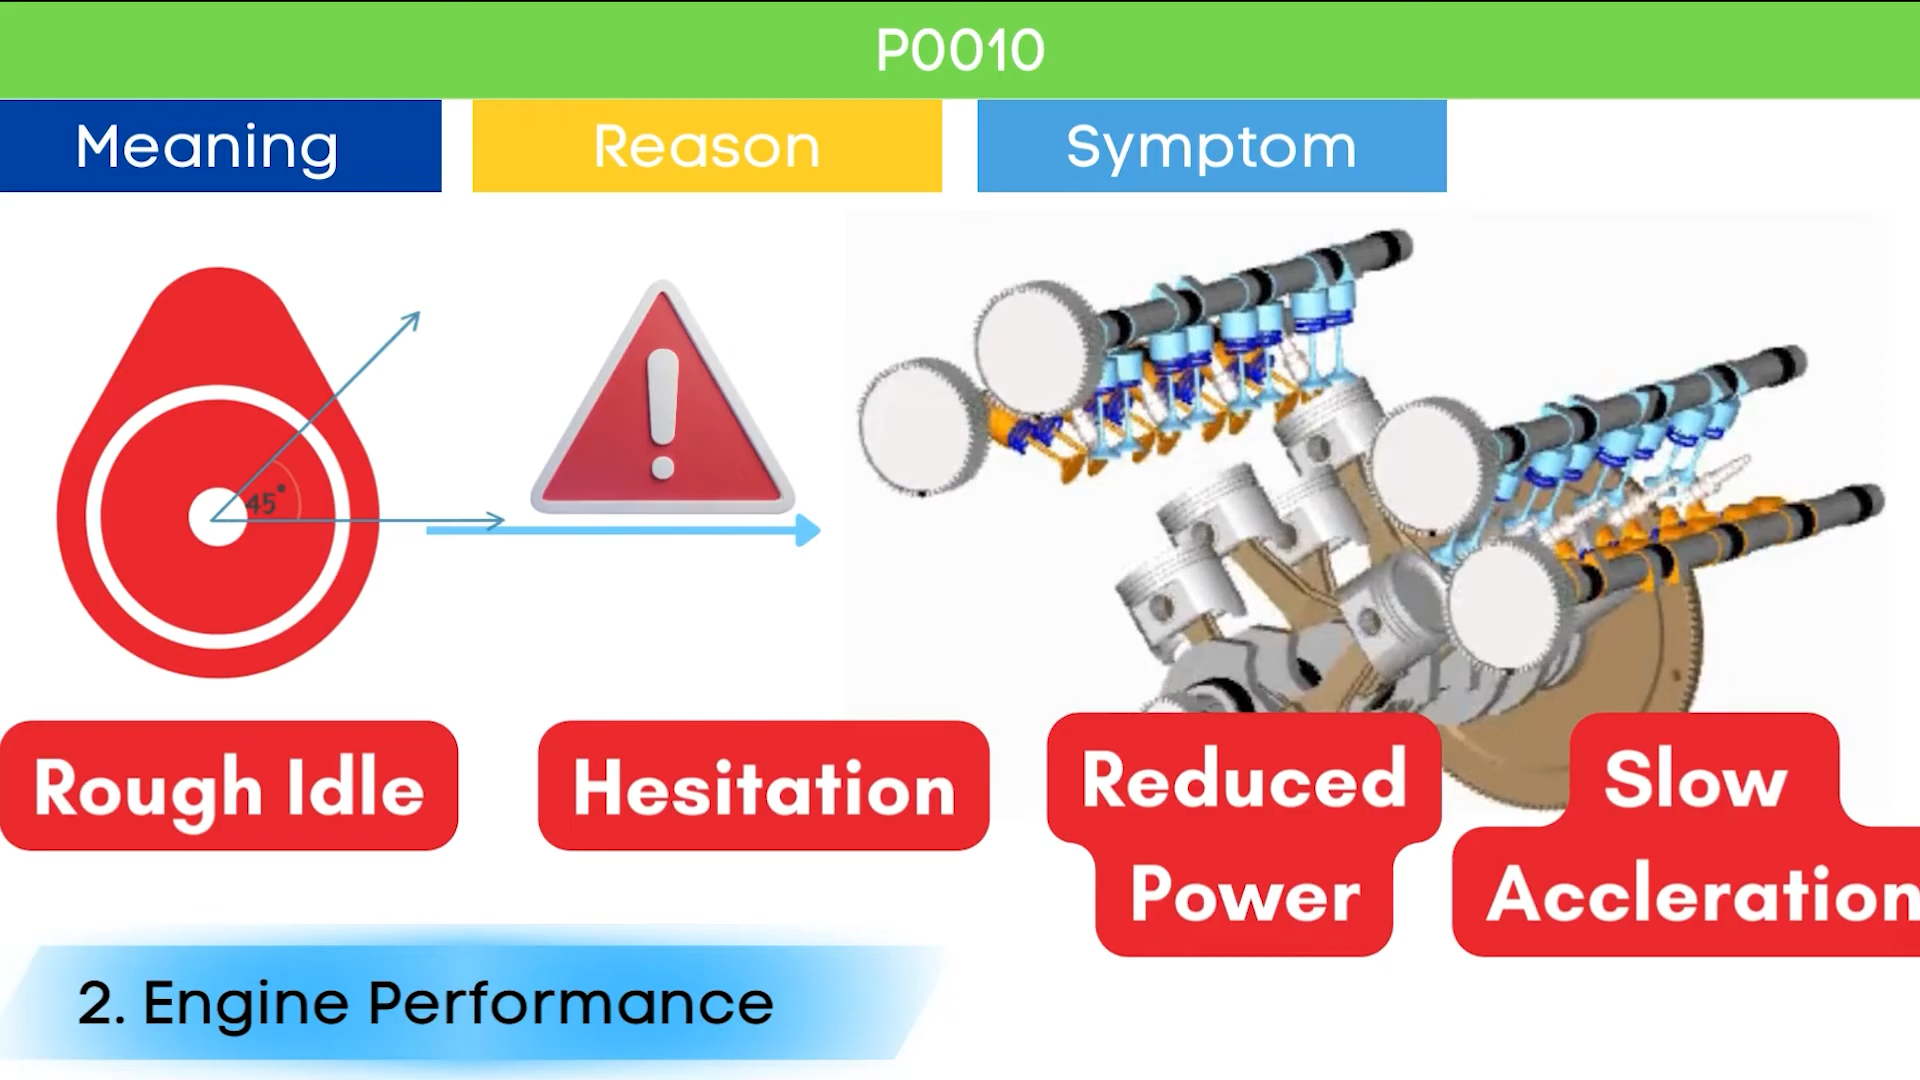 P0010
Meaning
Reason
Symptom
45°
Rough Idle
Hesitation
Reduced
Power
Slow
Accleration
2. Engine Performance